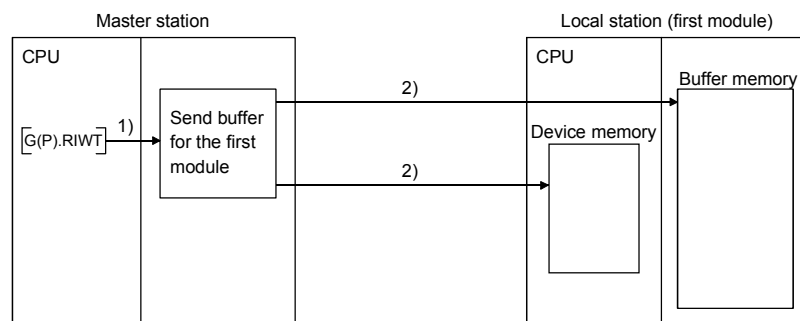 Master station
Local station (first module)
CPU
CPU
Buffer memory
2)
Send buffer
for the first
module
1)
G(P).RIWT
Device memory
2)